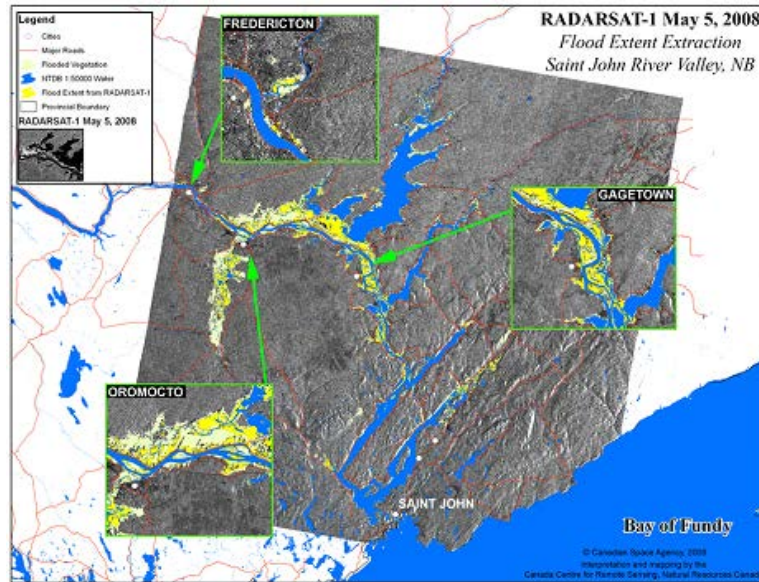 Legend
Cities
Major Roads
Flooded Vegetation
NTDB 1:50000 Water
Flood Extent from RADARSAT-1
Provincial Boundary
RADARSAT-1 May 5, 2008
FREDERICTON
RADARSAT-1 May 5, 2008
Flood Extent Extraction
Saint John River Valley, NB
GAGETOWN
OROMOCTO
SAINT JOHN
Bay of Fundy
© Canadian Space Agency, 2008
Interpretation and mapping by the
Canada Centre for Remote Sensing, Natural Resources Canada